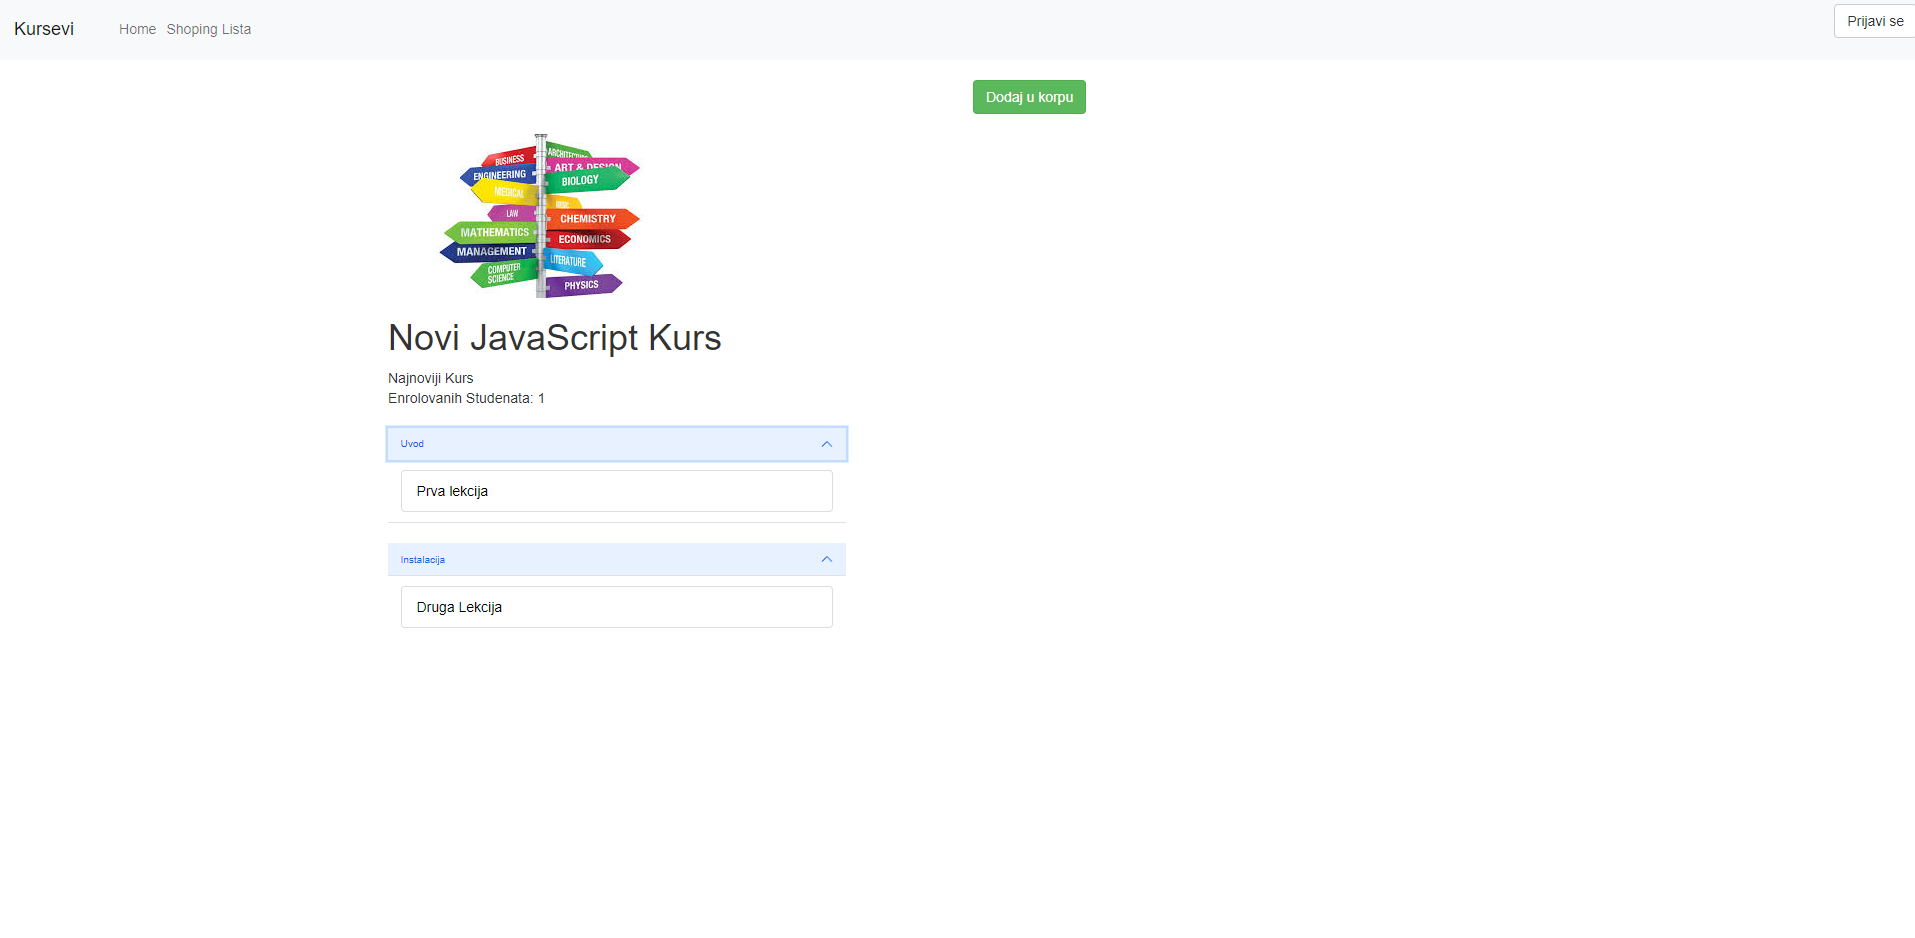 Kursevi
Home Shoping Lista
Prijavi se
Dodaj u korpu
BUSINESS
ARCHITECTURE
ENGINEERING
ART & DESIGN
MEDICAL
BIOLOGY
LAW
MUSIC
MATHEMATICS
CHEMISTRY
MANAGEMENT
ECONOMICS
COMPUTER
SCIENCE
LITERATURE
PHYSICS
Novi JavaScript Kurs
Najnoviji Kurs
Enrolovanih Studenata: 1
Uvod
Prva lekcija
Instalacija
Druga Lekcija